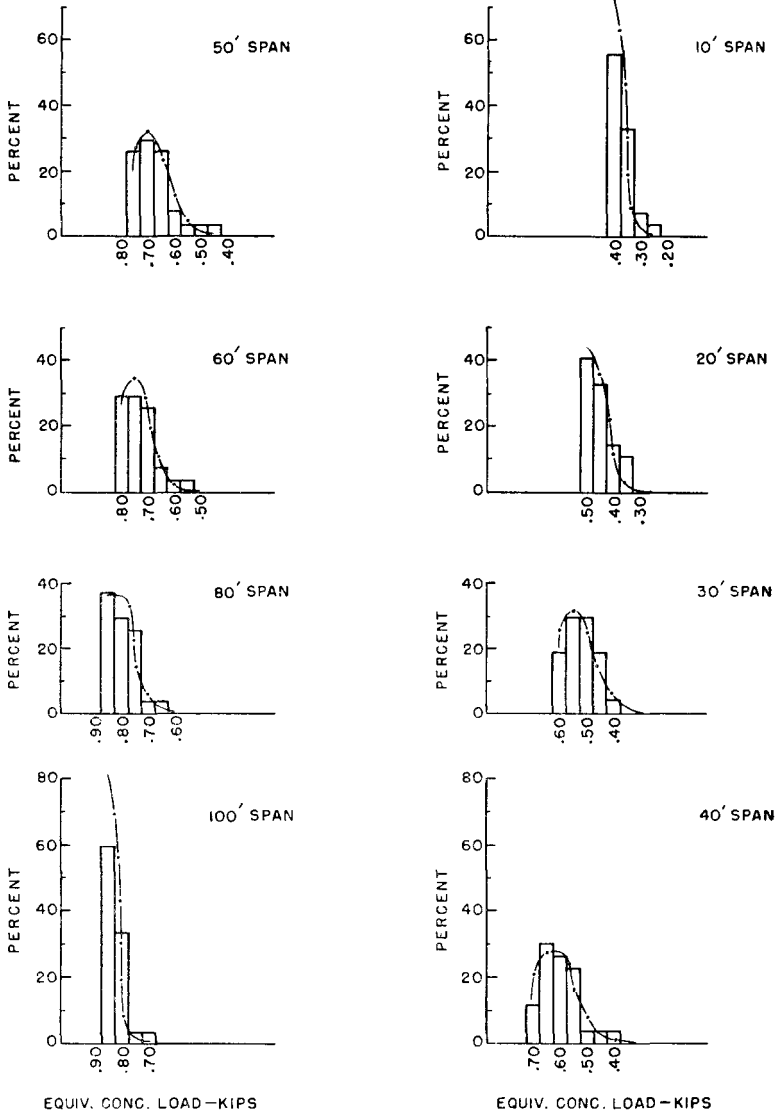 60
40
20
0
PERCENT
50′ SPAN
.80 .70 .60 .50 .40
60
40
20
0
PERCENT
10′ SPAN
.40 .30 .20
40
20
0
PERCENT
60′ SPAN
.80 .70 .60 .50
40
20
0
PERCENT
20′ SPAN
.50 .40 .30
40
20
0
PERCENT
80′ SPAN
.90 .80 .70 .60
40
20
0
PERCENT
30′ SPAN
.60 .50 .40
80
60
40
20
0
PERCENT
100′ SPAN
.90 .80 .70
EQUIV. CONC. LOAD—KIPS
80
60
40
20
0
PERCENT
40′ SPAN
.70 .60 .50 .40
EQUIV. CONC. LOAD—KIPS